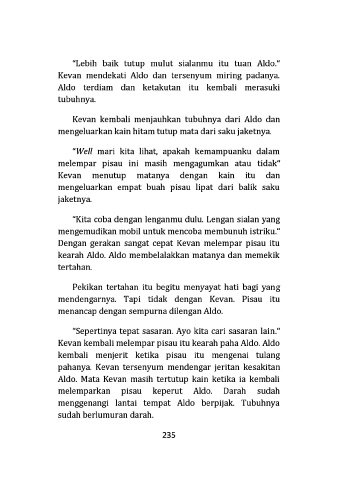 "Lebih baik tutup mulut sialanmu itu tuan Aldo."
Kevan mendekati Aldo dan tersenyum miring padanya.
Aldo terdiam dan ketakutan itu kembali merasuki
tubuhnya.
Kevan kembali menjauhkan tubuhnya dari Aldo dan
mengeluarkan kain hitam tutup mata dari saku jaketnya.
"Well mari kita lihat, apakah kemampuanku dalam
melempar pisau ini masih mengagumkan atau tidak"
Kevan menutup matanya dengan kain itu dan
mengeluarkan empat buah pisau lipat dari balik saku
jaketnya.
"Kita coba dengan lenganmu dulu. Lengan sialan yang
mengemudikan mobil untuk mencoba membunuh istriku."
Dengan gerakan sangat cepat Kevan melempar pisau itu
kearah Aldo. Aldo membelalakkan matanya dan memekik
tertahan.
Pekikan tertahan itu begitu menyayat hati bagi yang
mendengarnya. Tapi tidak dengan Kevan. Pisau itu
menancap dengan sempurna dilengan Aldo.
"Sepertinya tepat sasaran. Ayo kita cari sasaran lain."
Kevan kembali melempar pisau itu kearah paha Aldo. Aldo
kembali menjerit ketika pisau itu mengenai tulang
pahanya. Kevan tersenyum mendengar jeritan kesakitan
Aldo. Mata Kevan masih tertutup kain ketika ia kembali
melemparkan pisau keperut Aldo. Darah sudah
menggenangi lantai tempat Aldo berpijak. Tubuhnya
sudah berlumuran darah.
235